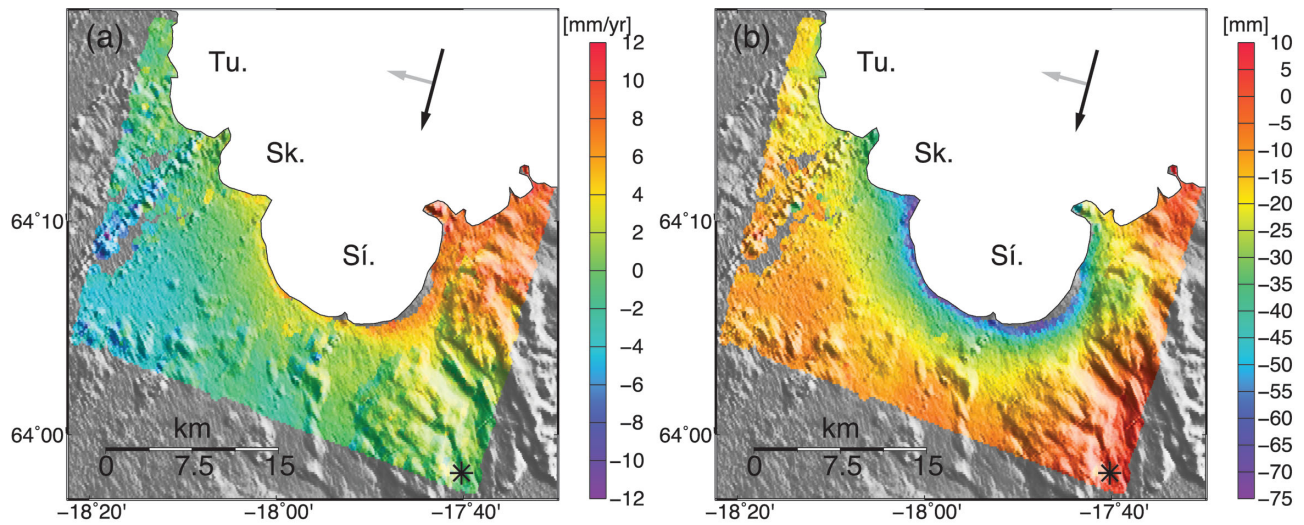 (a)
[mm/yr]
Tu.
Sk.
Sí.
64˚10'
64˚00'
km
0 7.5 15
−18˚20' −18˚00' −17˚40'
12
10
8
6
4
2
0
−2
−4
−6
−8
−10
−12
(b)
[mm]
Tu.
Sk.
Sí.
64˚10'
64˚00'
km
0 7.5 15
−18˚20' −18˚00' −17˚40'
10
5
0
−5
−10
−15
−20
−25
−30
−35
−40
−45
−50
−55
−60
−65
−70
−75